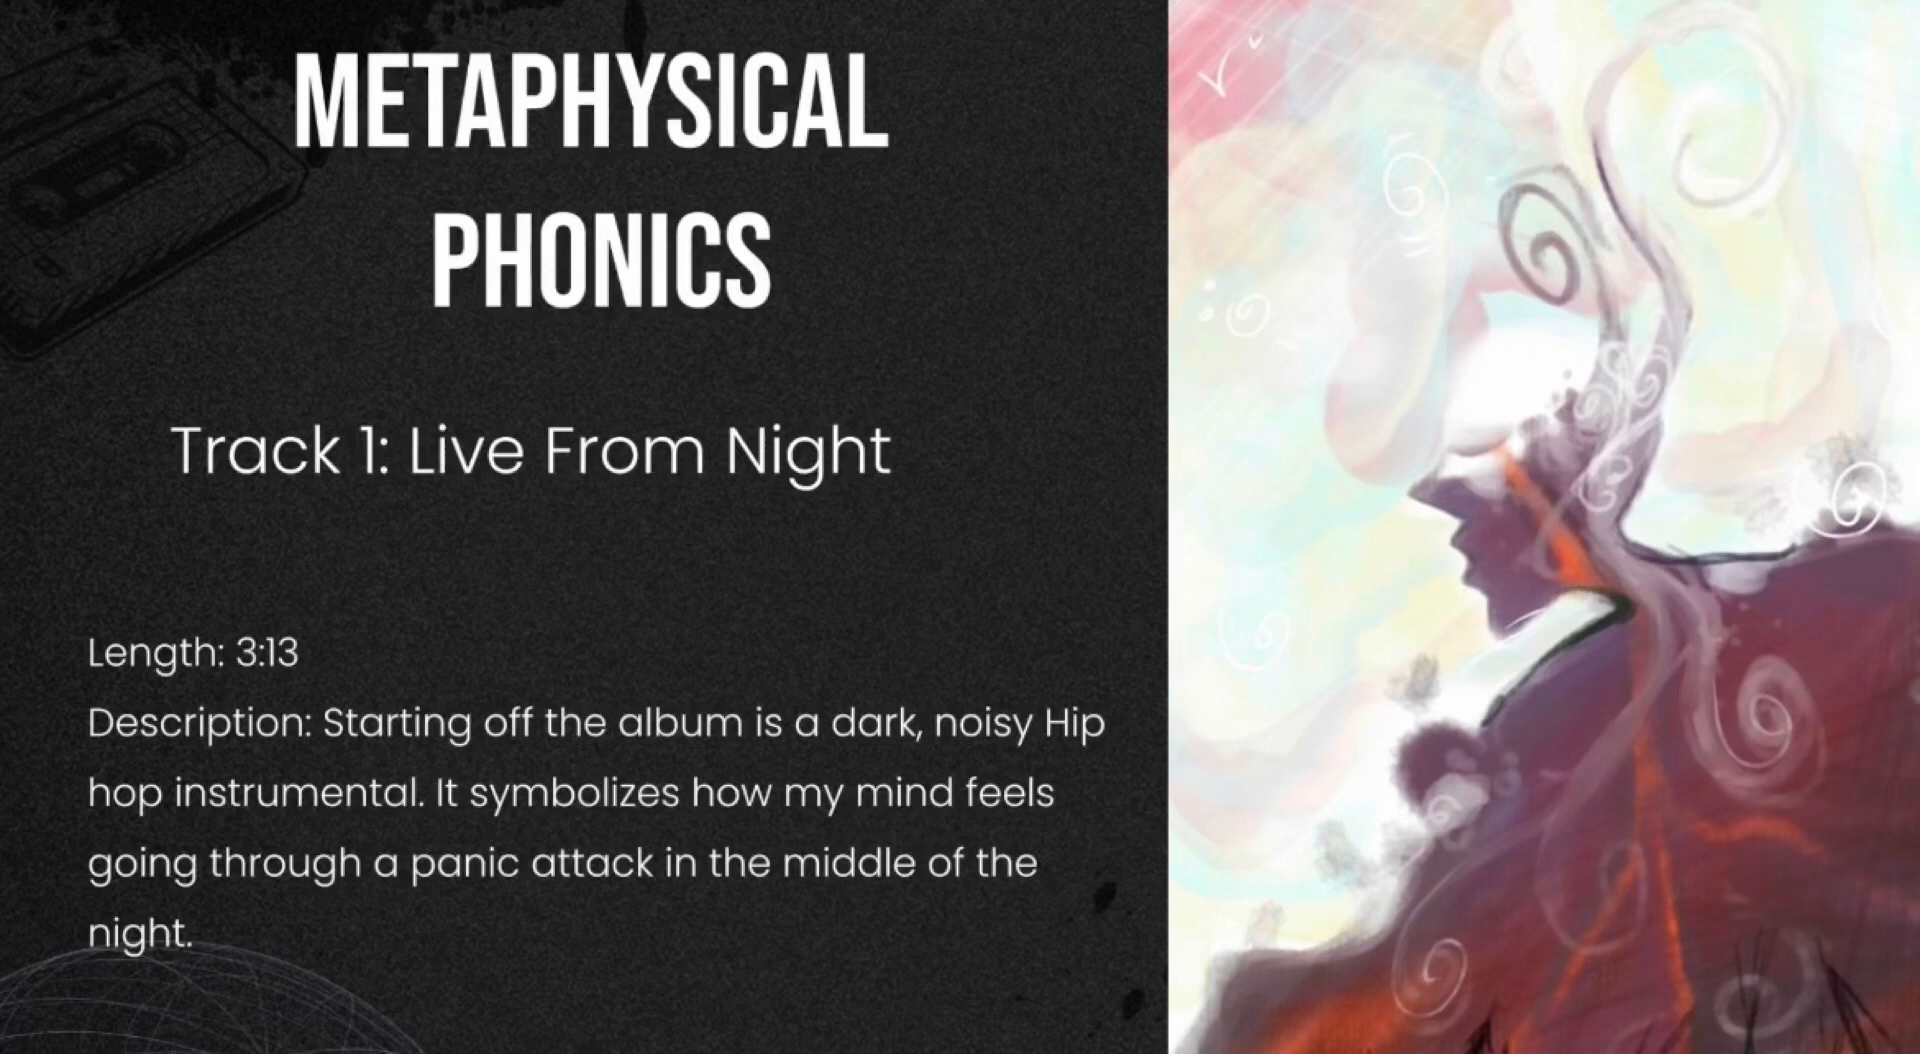 METAPHYSICAL
PHONICS
Track 1: Live From Night
Length: 3:13
Description: Starting off the album is a dark, noisy Hip
hop instrumental. It symbolizes how my mind feels
going through a panic attack in the middle of the
night.